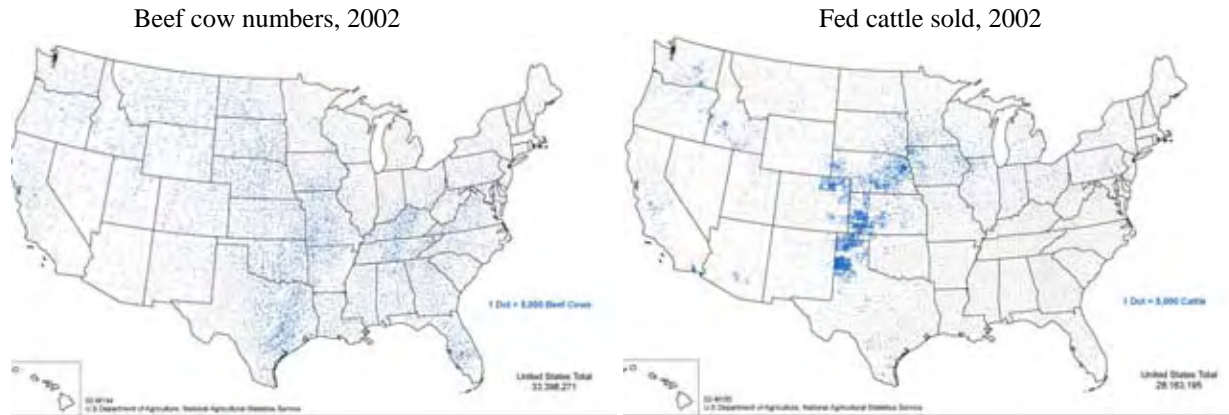 Beef cow numbers, 2002
1 Dot = 5,000 Beef Cows
United States Total
33,398,271
U.S. Department of Agriculture, National Agricultural Statistics Service
Fed cattle sold, 2002
1 Dot = 5,000 Cattle
United States Total
U.S. Department of Agriculture, National Agricultural Statistics Service